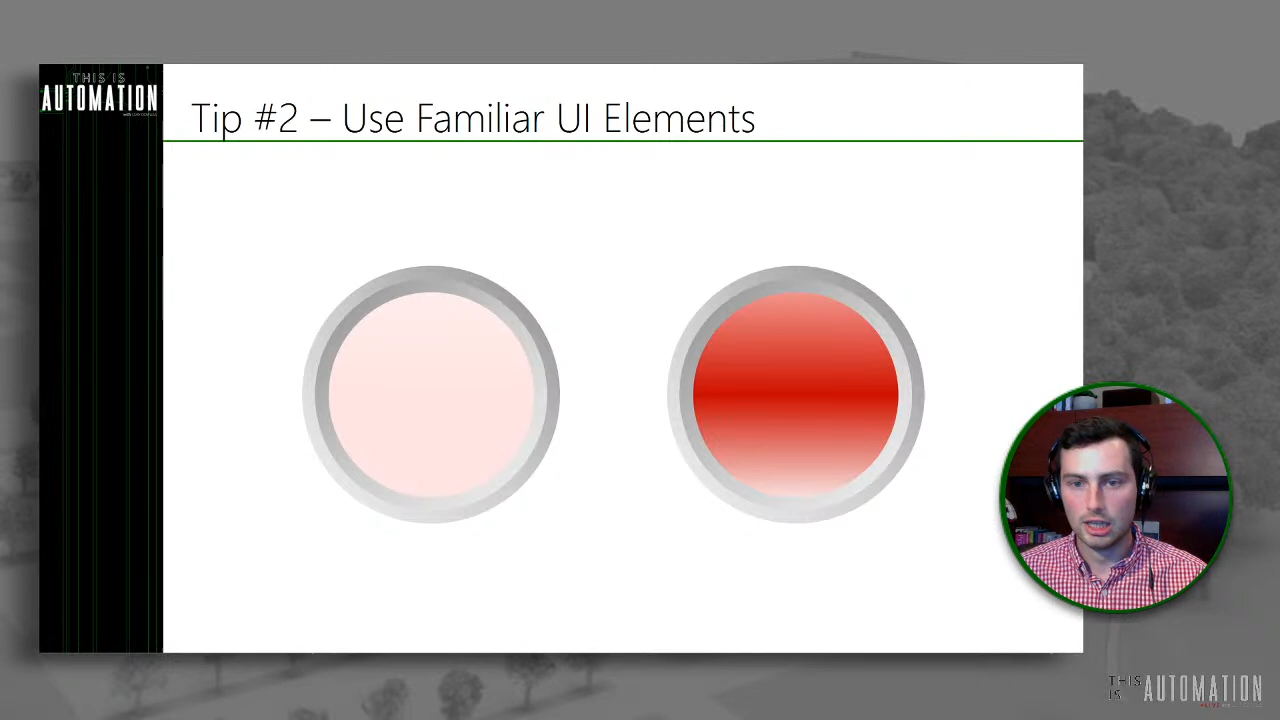 THIS IS
AUTOMATION
Tip #2 – Use Familiar UI Elements
THIS
IS
AUTOMATION